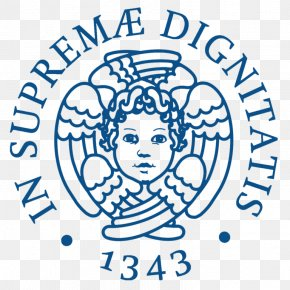 IN SUPREMÆ DIGNITATIS
1343